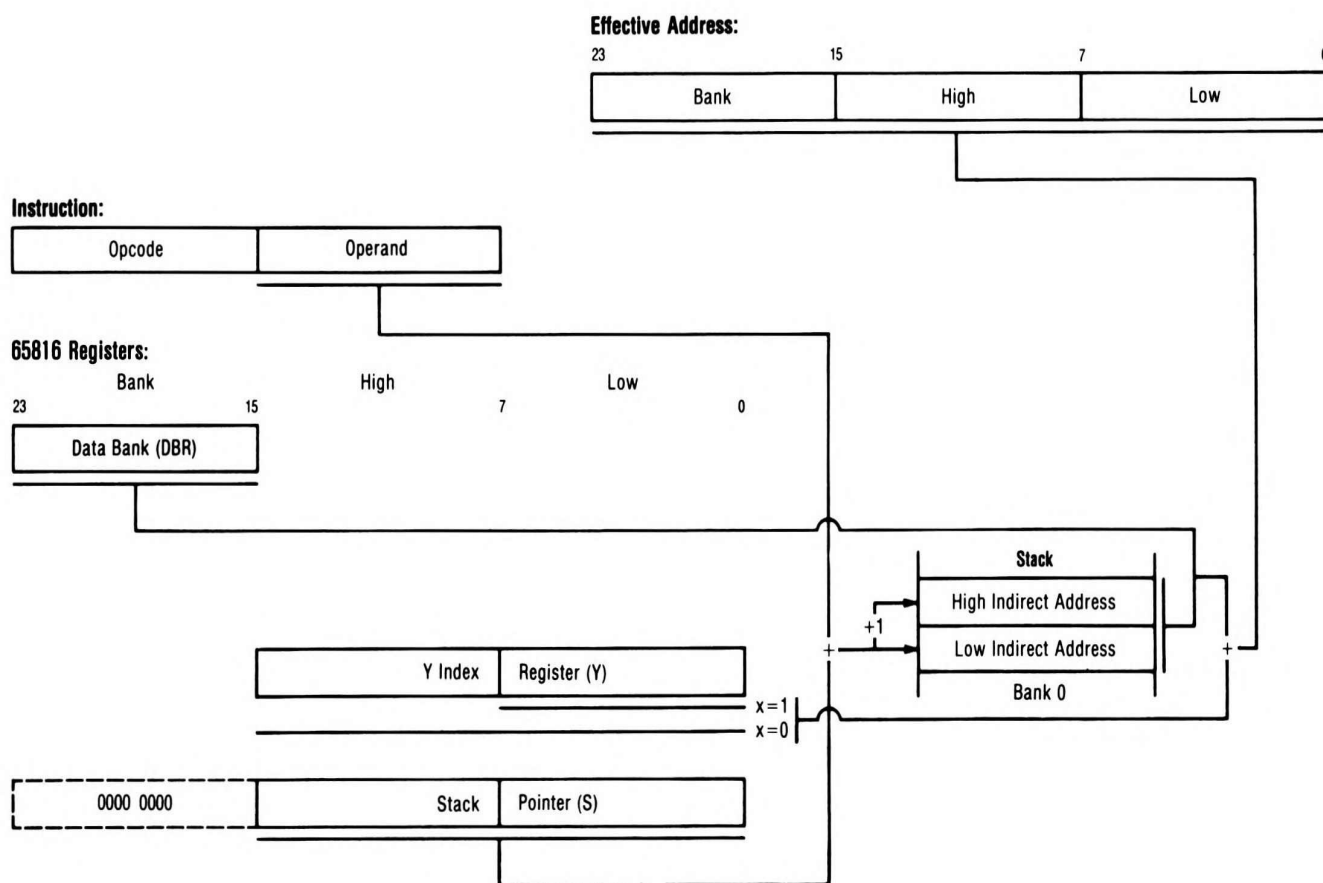 Effective Address:
23 15 7
Bank High Low
Instruction:
Opcode Operand
65816 Registers:
Bank High Low
23 15 7 0
Data Bank (DBR)
Stack
High Indirect Address
+1
Low Indirect Address
+ +
Bank 0
Y Index Register (Y)
x=1
x=0
0000 0000 Stack Pointer (S)